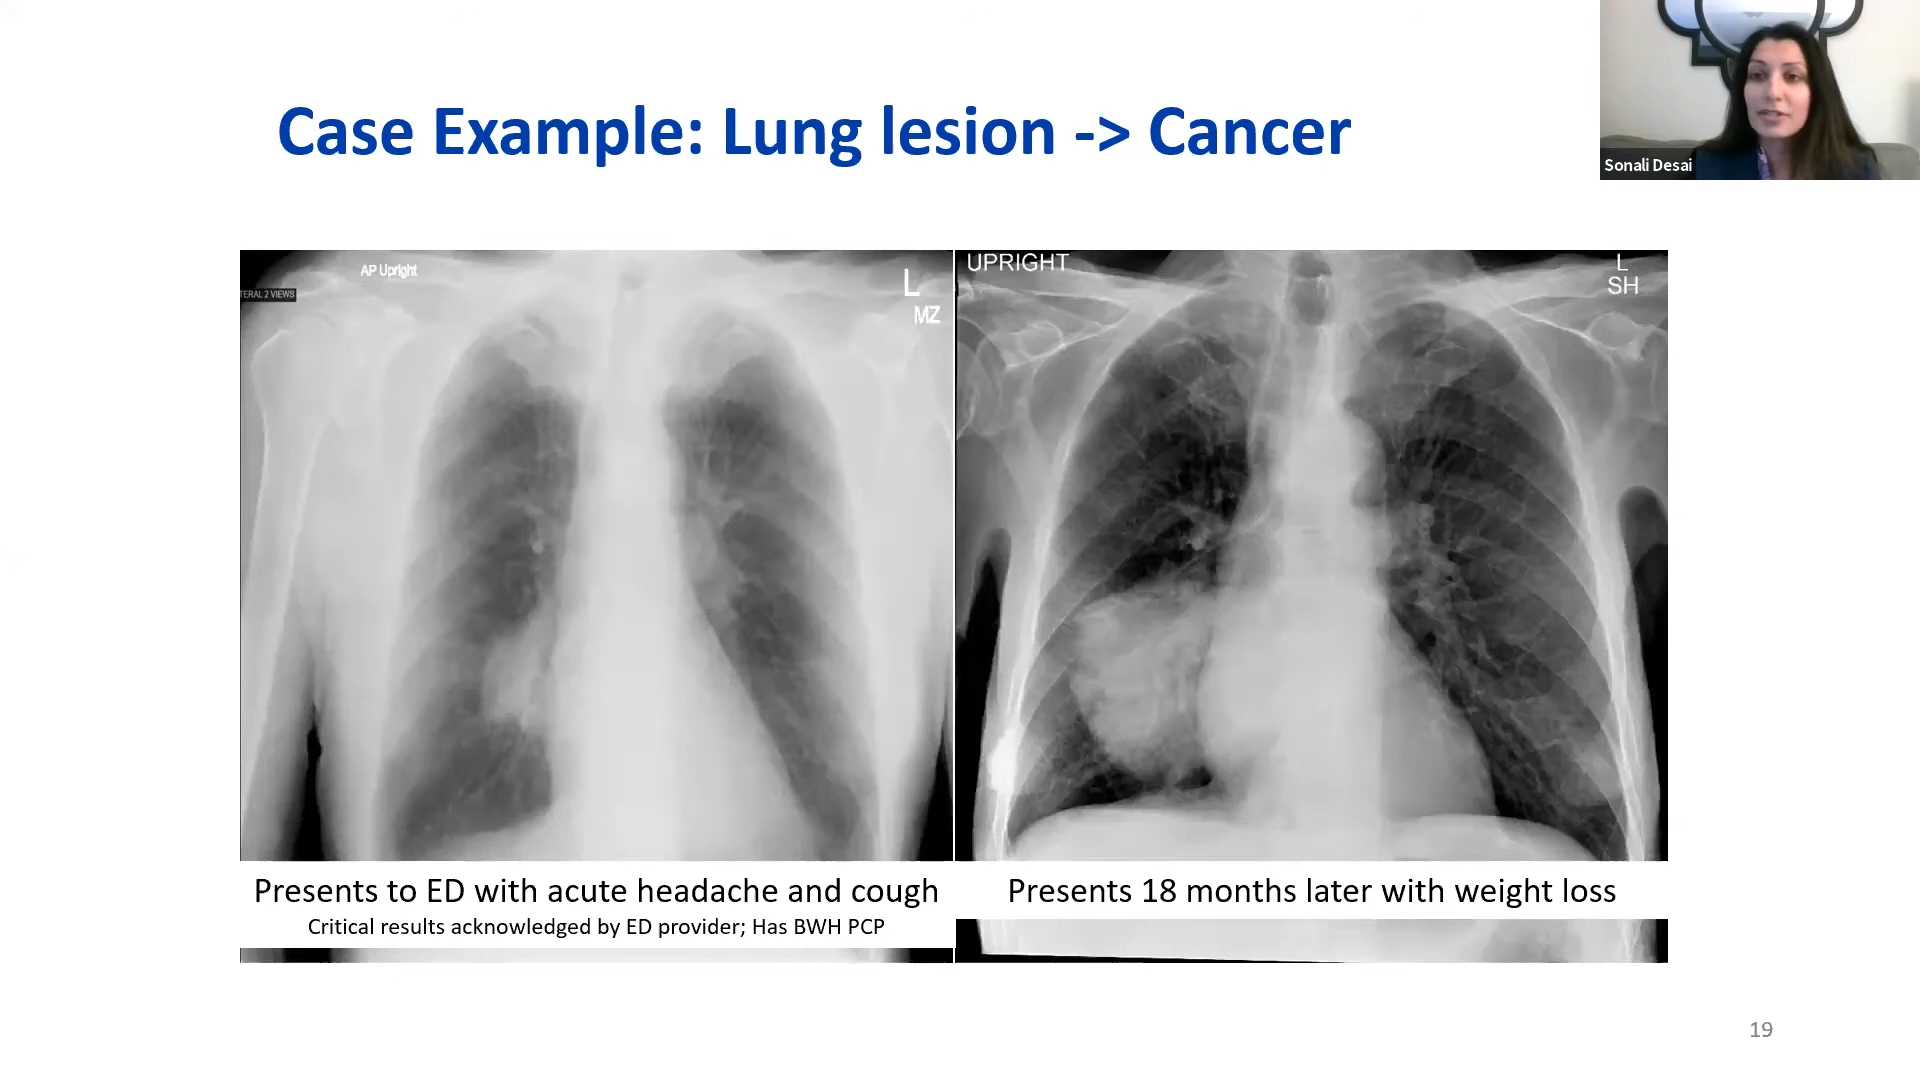 Case Example: Lung lesion -> Cancer
Sonali Desai
AP Upright
TERAL 2 VIEWS
L
MZ
UPRIGHT
L
SH
Presents to ED with acute headache and cough
Critical results acknowledged by ED provider; Has BWH PCP
Presents 18 months later with weight loss
19